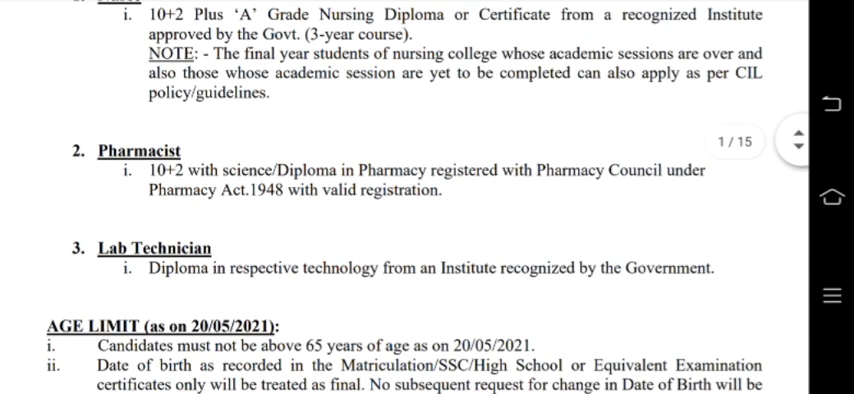 i. 10+2 Plus ‘A’ Grade Nursing Diploma or Certificate from a recognized Institute
approved by the Govt. (3-year course).
NOTE: - The final year students of nursing college whose academic sessions are over and
also those whose academic session are yet to be completed can also apply as per CIL
policy/guidelines.
1 / 15
2. Pharmacist
i. 10+2 with science/Diploma in Pharmacy registered with Pharmacy Council under
Pharmacy Act.1948 with valid registration.
3. Lab Technician
i. Diploma in respective technology from an Institute recognized by the Government.
AGE LIMIT (as on 20/05/2021):
i. Candidates must not be above 65 years of age as on 20/05/2021.
ii. Date of birth as recorded in the Matriculation/SSC/High School or Equivalent Examination
certificates only will be treated as final. No subsequent request for change in Date of Birth will be